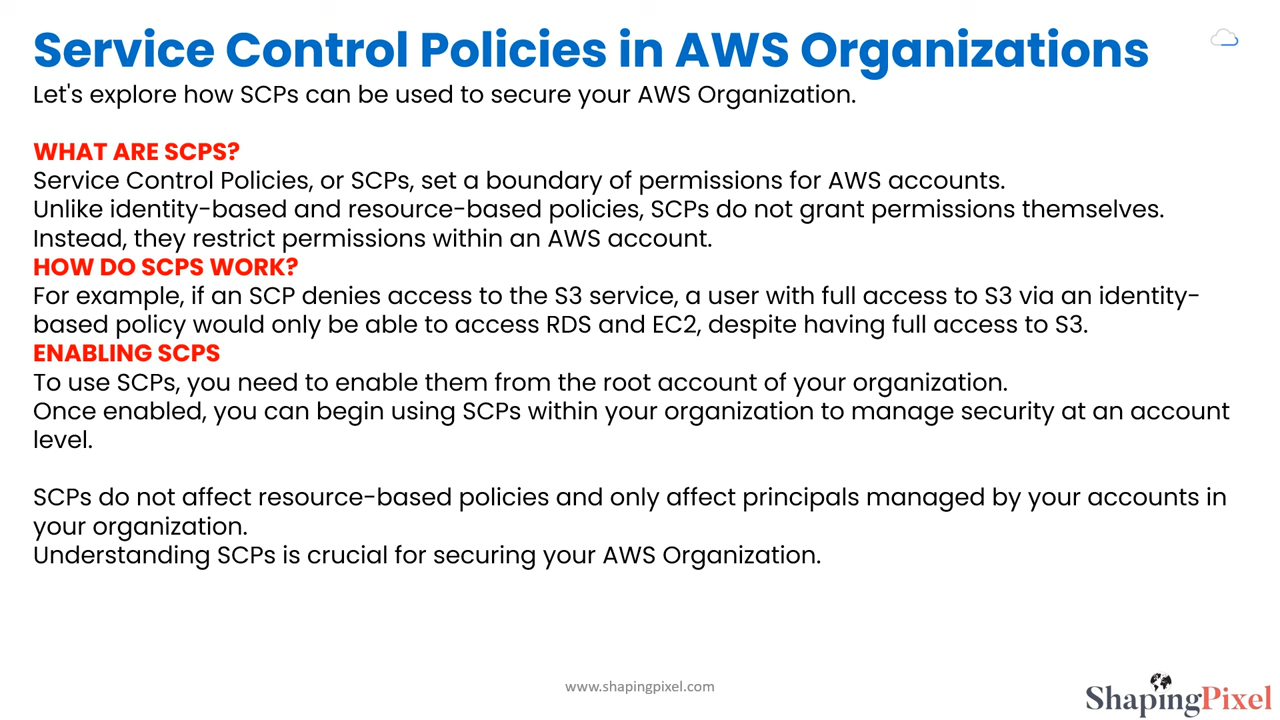 Service Control Policies in AWS Organizations
Let's explore how SCPs can be used to secure your AWS Organization.
WHAT ARE SCPS?
Service Control Policies, or SCPs, set a boundary of permissions for AWS accounts.
Unlike identity-based and resource-based policies, SCPs do not grant permissions themselves.
Instead, they restrict permissions within an AWS account.
HOW DO SCPS WORK?
For example, if an SCP denies access to the S3 service, a user with full access to S3 via an identity-
based policy would only be able to access RDS and EC2, despite having full access to S3.
ENABLING SCPS
To use SCPs, you need to enable them from the root account of your organization.
Once enabled, you can begin using SCPs within your organization to manage security at an account
level.
SCPs do not affect resource-based policies and only affect principals managed by your accounts in
your organization.
Understanding SCPs is crucial for securing your AWS Organization.
www.shapingpixel.com
ShapingPixel